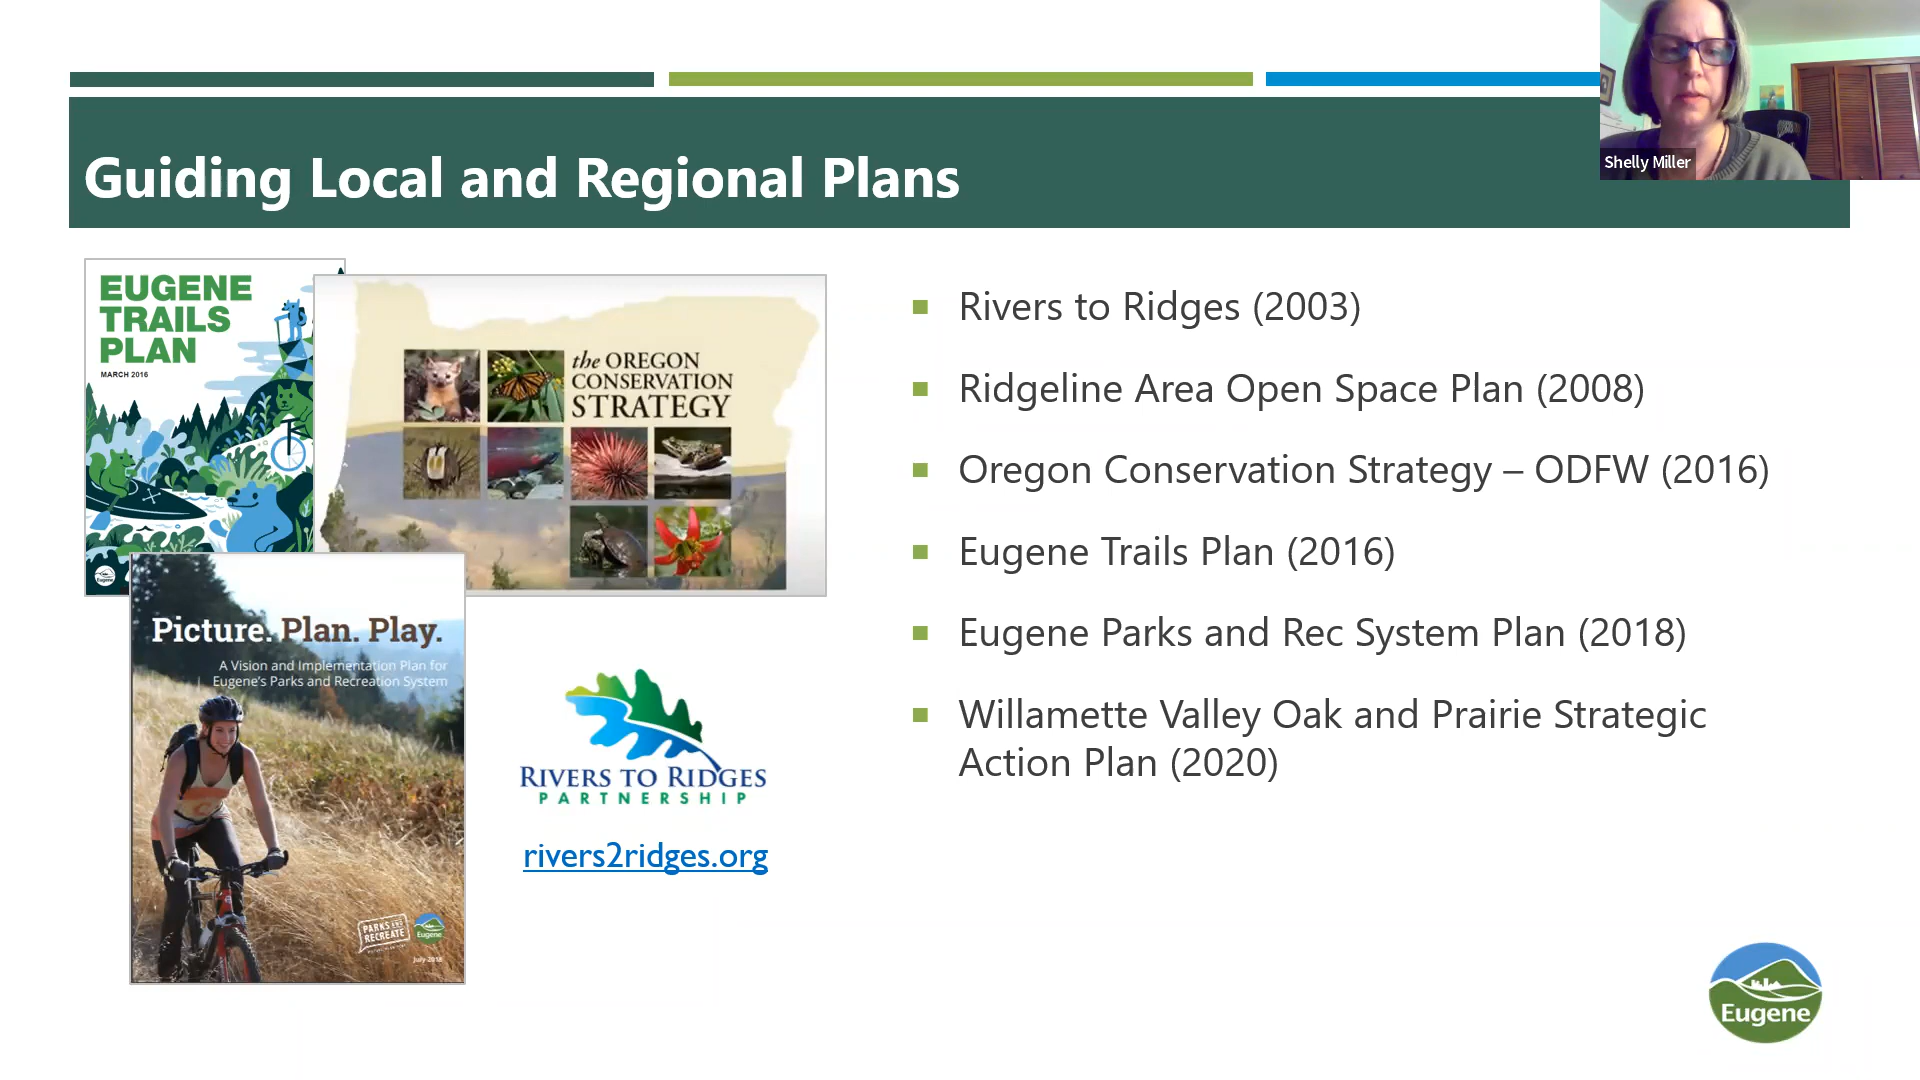 Shelly Miller
Guiding Local and Regional Plans
EUGENE
TRAILS
PLAN
MARCH 2016
Eugene
the OREGON
CONSERVATION
STRATEGY
Picture. Plan. Play.
A Vision and Implementation Plan for
Eugene's Parks and Recreation System
PARKS AND
RECREATE
Eugene
July 2018
RIVERS TO RIDGES
PARTNERSHIP
rivers2ridges.org
Rivers to Ridges (2003)
Ridgeline Area Open Space Plan (2008)
Oregon Conservation Strategy – ODFW (2016)
Eugene Trails Plan (2016)
Eugene Parks and Rec System Plan (2018)
Willamette Valley Oak and Prairie Strategic
Action Plan (2020)
Eugene